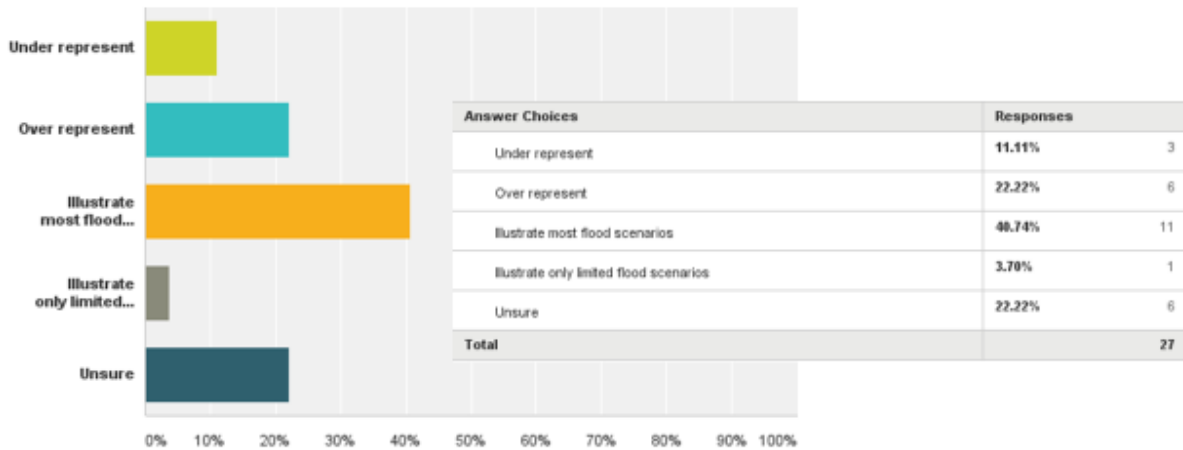 Under represent
Over represent
Illustrate
most flood...
Illustrate
only limited...
Unsure
0% 10% 20% 30% 40% 50% 60% 70% 80% 90% 100%
Answer Choices Responses
Under represent 11.11% 3
Over represent 22.22% 6
Illustrate most flood scenarios 40.74% 11
Illustrate only limited flood scenarios 3.70% 1
Unsure 22.22% 6
Total 27